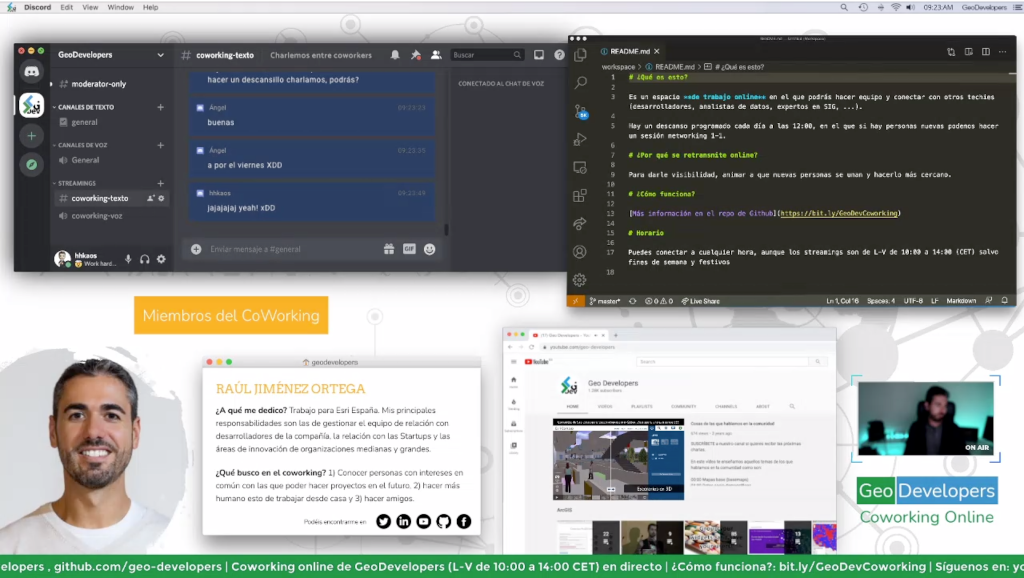 Discord Edit View Window Help
09:23AM GeoDevelopers
GeoDevelopers
# coworking-texto Charlemos entre coworkers
Buscar
# moderator-only
CANALES DE TEXTO
general
CANALES DE VOZ
General
STREAMINGS
# coworking-texto
coworking-voz
hhkaos
Work hard...
hacer un descansillo charlamos, podrás?
Ángel
buenas
Ángel
a por el viernes XDD
hhkaos
jajajajaj yeah! xDD
Enviar mensaje a #general
GIF
CONECTADO AL CHAT DE VOZ
README.md
workspace > README.md > # ¿Qué es esto?
1 # ¿Qué es esto?
2
3 Es un espacio **de trabajo online** en el que podrás hacer equipo y conectar con otros techies
(desarrolladores, analistas de datos, expertos en SIG, ...).
4
5 Hay un descanso programado cada día a las 12:00, en el que si hay personas nuevas podemos hacer
un sesión networking 1-1.
6
7 # ¿Por qué se retransmite online?
8
9 Para darle visibilidad, animar a que nuevas personas se unan y hacerlo más cercano.
10
11 # ¿Cómo funciona?
12
13 [Más información en el repo de Github](https://bit.ly/GeoDevCoworking)
14
15 # Horario
16
17 Puedes conectar a cualquier hora, aunque los streamings son de L-V de 10:00 a 14:00 (CET) salvo
fines de semana y festivos
18
master* 0 0 Live Share Ln 1, Col 16 Spaces: 4 UTF-8 LF Markdown
Miembros del CoWorking
geodevelopers
RAÚL JIMÉNEZ ORTEGA
¿A qué me dedico? Trabajo para Esri España. Mis principales
responsabilidades son las de gestionar el equipo de relación con
desarrolladores de la compañía, la relación con las Startups y las
áreas de innovación de organizaciones medianas y grandes.
¿Qué busco en el coworking? 1) Conocer personas con intereses en
común con las que poder hacer proyectos en el futuro. 2) hacer más
humano esto de trabajar desde casa y 3) hacer amigos.
Podéis encontrarme en
youtube.com/geo-developers
YouTube
Search
Geo Developers
HOME VIDEOS PLAYLISTS COMMUNITY CHANNELS ABOUT
ArcGIS
ON AIR
Geo Developers
Coworking Online
elopers , github.com/geo-developers | Coworking online de GeoDevelopers (L-V de 10:00 a 14:00 CET) en directo | ¿Cómo funciona?: bit.ly/GeoDevCoworking | Síguenos en: yo